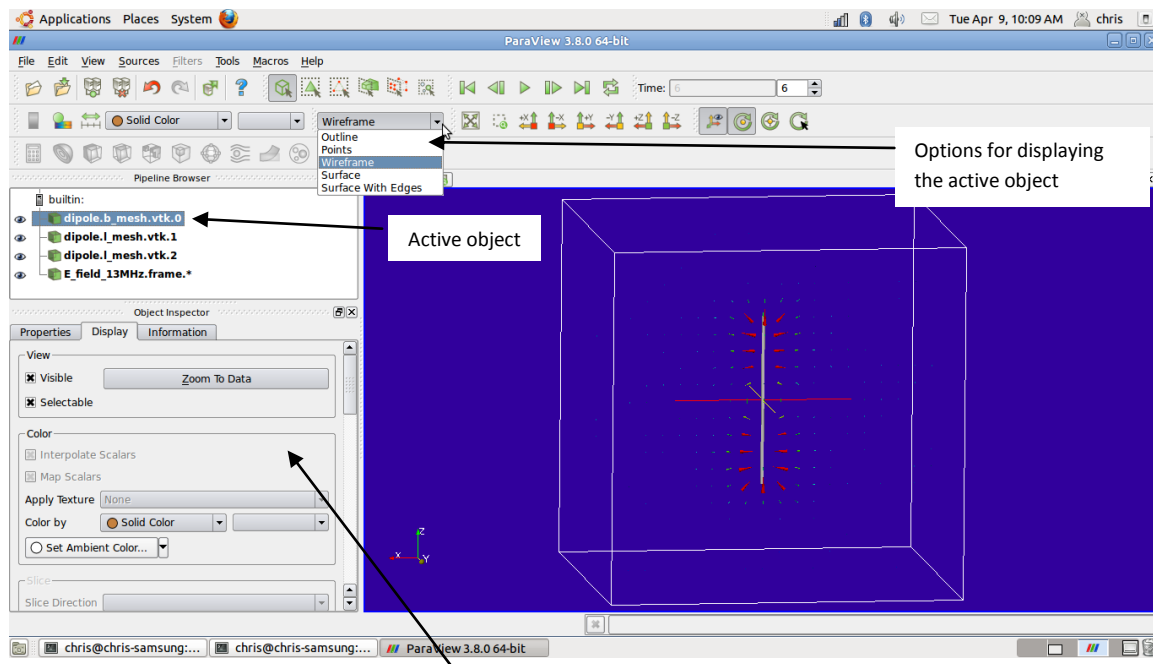 Applications Places System
Tue Apr 9, 10:09 AM chris
ParaView 3.8.0 64-bit
File Edit View Sources Filters Tools Macros Help
? Time: 6 6
Solid Color Wireframe -X +X +Y -Y +Z -Z
Outline
Points
Wireframe
Surface
Surface With Edges
Options for displaying
the active object
Pipeline Browser
builtin:
dipole.b_mesh.vtk.0
dipole.l_mesh.vtk.1
dipole.l_mesh.vtk.2
E_field_13MHz.frame.*
Active object
Object Inspector
Properties Display Information
View
Visible Zoom To Data
Selectable
Color
Interpolate Scalars
Map Scalars
Apply Texture None
Color by Solid Color
Set Ambient Color...
Slice
Slice Direction
Z
X Y
chris@chris-samsung:... chris@chris-samsung:... ParaView 3.8.0 64-bit